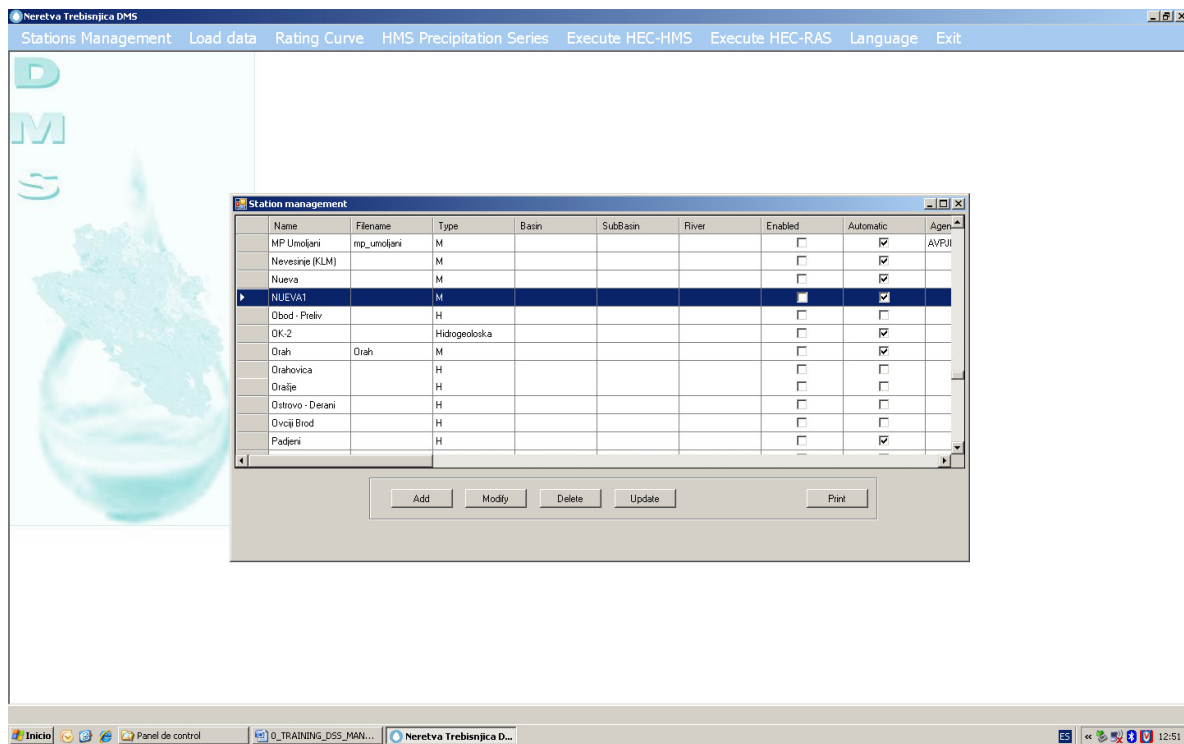 Neretva Trebisnjica DMS
Stations Management Load data Rating Curve HMS Precipitation Series Execute HEC-HMS Execute HEC-RAS Language Exit
D
M
S
Station management
Name Filename Type Basin SubBasin River Enabled Automatic Agen
MP Umoljani mp_umoljani M AVPJI
Nevesinje (KLM) M
Nueva M
NUEVA1 M
Obod - Preliv H
OK-2 Hidrogeoloska
Orah Orah M
Orahovica H
Orašje H
Ostrovo - Derani H
Ovciji Brod H
Padjeni H
Add Modify Delete Update Print
Inicio Panel de control 0_TRAINING_DSS_MAN... Neretva Trebisnjica D... ES « 12:51